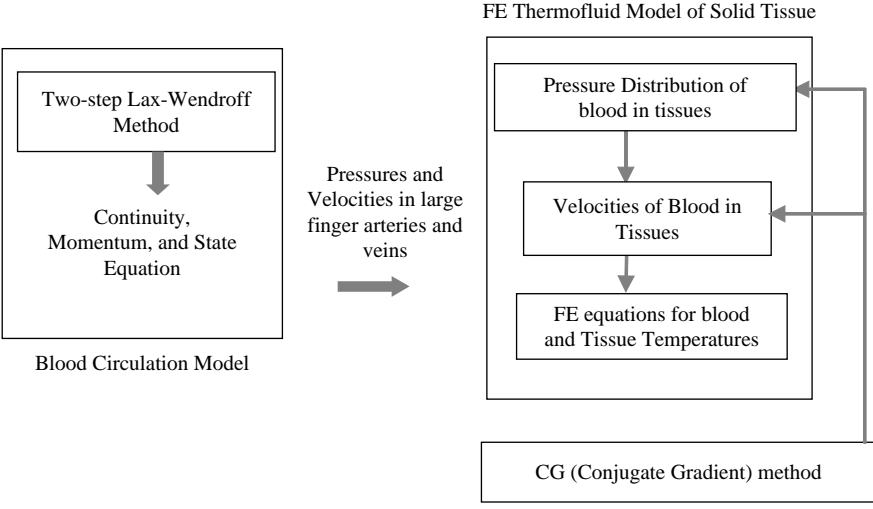 FE Thermofluid Model of Solid Tissue
Two-step Lax-Wendroff
Method
Continuity,
Momentum, and State
Equation
Blood Circulation Model
Pressures and
Velocities in large
finger arteries and
veins
Pressure Distribution of
blood in tissues
Velocities of Blood in
Tissues
FE equations for blood
and Tissue Temperatures
CG (Conjugate Gradient) method